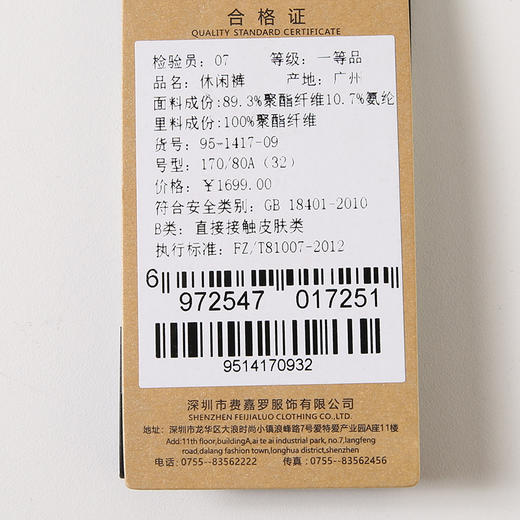 合格证
QUALITY STANDARD CERTIFICATE
检验员: 07 等级: 一等品
品名: 休闲裤 产地: 广州
面料成份:89.3%聚酯纤维10.7%氨纶
里料成份:100%聚酯纤维
货号: 95-1417-09
号型: 170/80A (32)
价格: ￥1699.00
符合安全类别: GB 18401-2010
B类: 直接接触皮肤类
执行标准: FZ/T81007-2012
6 972547 017251
9514170932
深圳市费嘉罗服饰有限公司
SHENZHEN FEIJIALUO CLOTHING CO.,LTD.
地址:深圳市龙华区大浪时尚小镇浪峰路7号爱特爱产业园A座11楼
Add:11th floor,buildingA,ai te ai industrial park, no.7,langfeng
road,dalang fashion town,longhua district,shenzhen
电话:0755--83562222 传真:0755--83562456